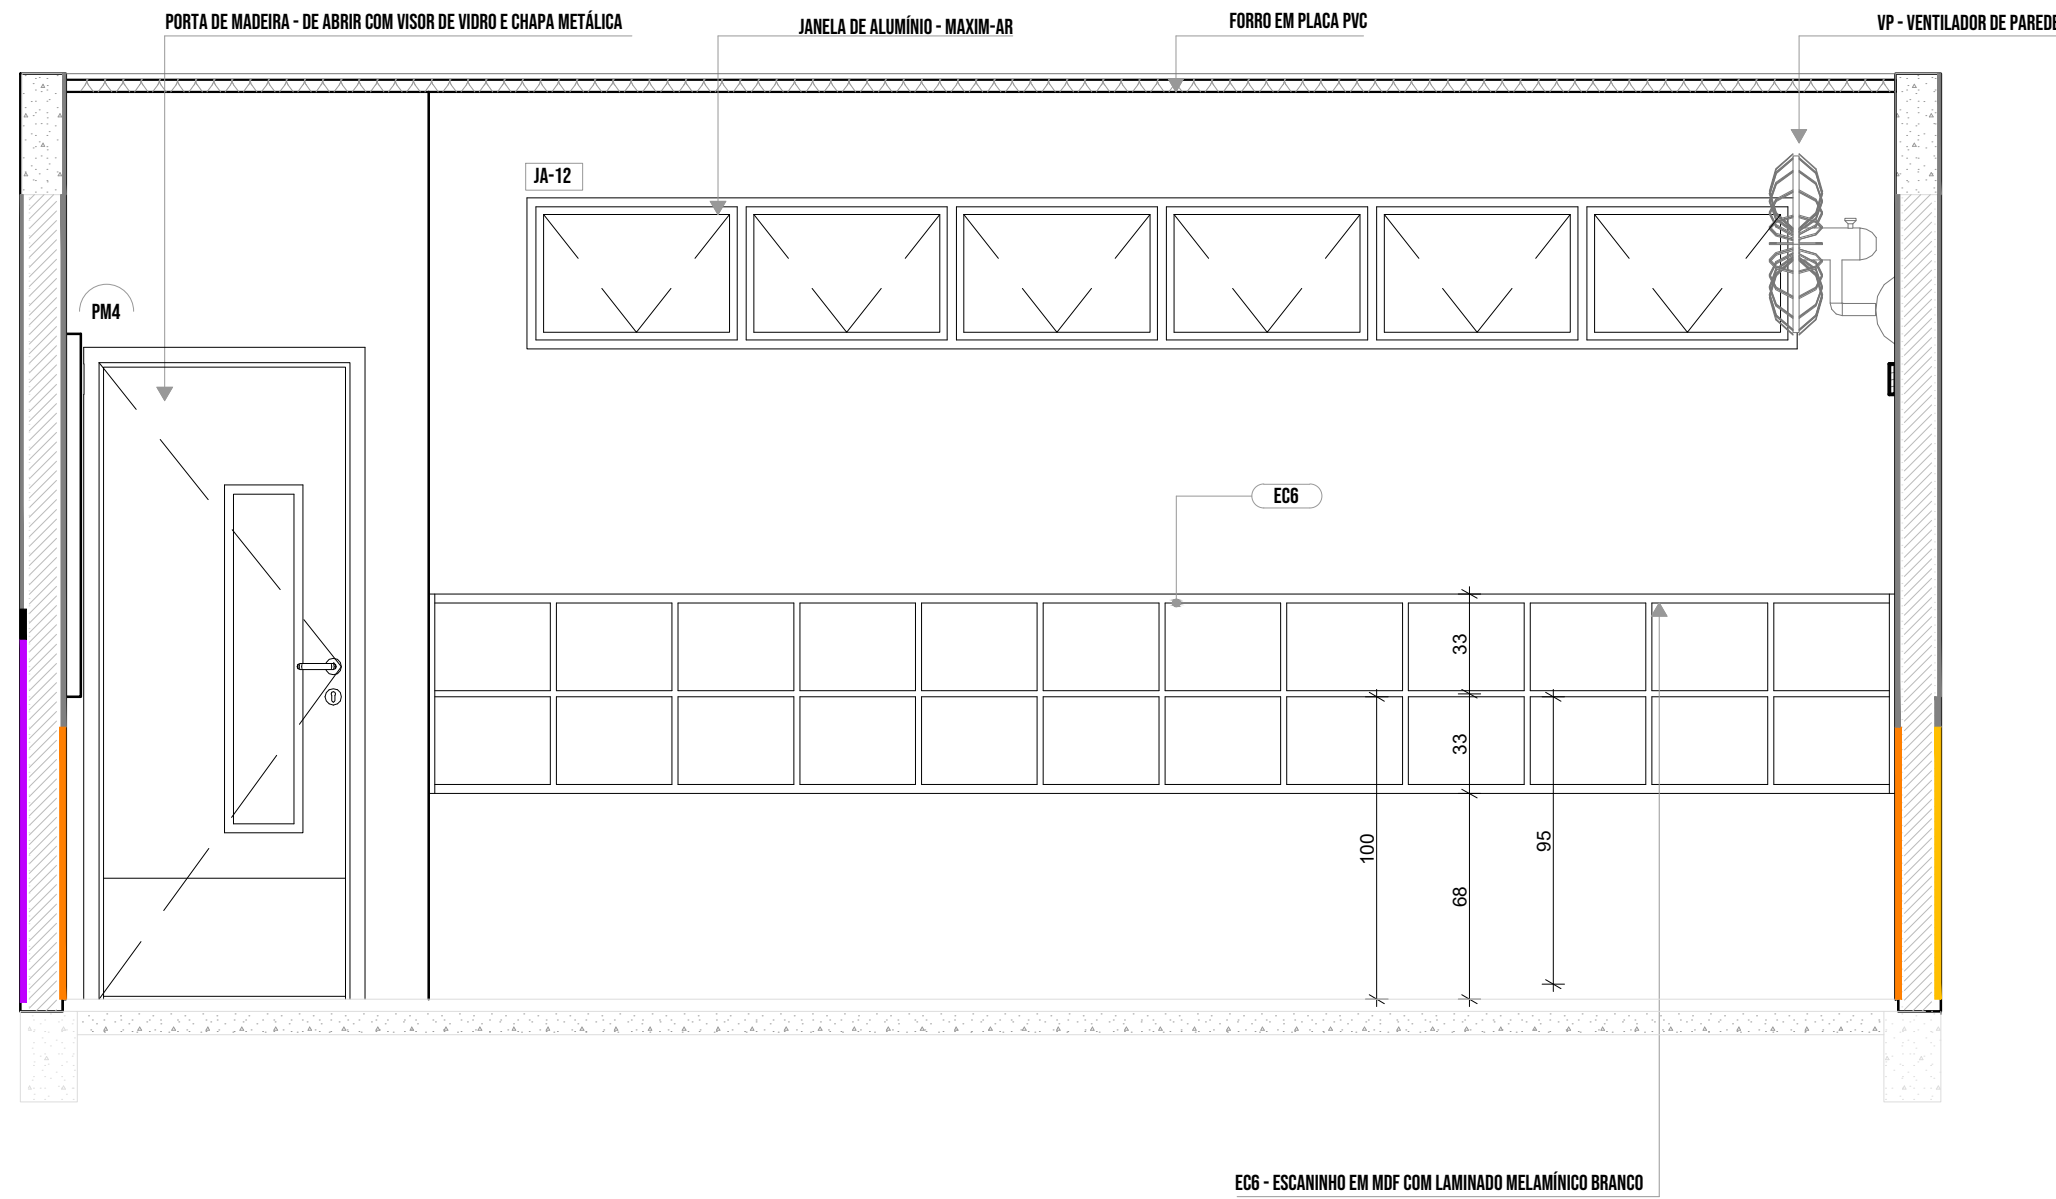 PORTA DE MADEIRA - DE ABRIR COM VISOR DE VIDRO E CHAPA METÁLICA
JANELA DE ALUMÍNIO - MAXIM-AR
FORRO EM PLACA PVC
VP - VENTILADOR DE PAREDE
JA-12
PM4
EC6
33
33
100
95
68
EC6 - ESCANINHO EM MDF COM LAMINADO MELAMÍNICO BRANCO